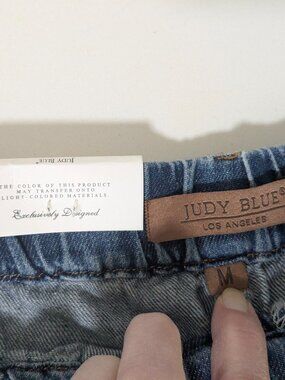 JUDY BLUE®
THE COLOR OF THIS PRODUCT
MAY TRANSFER ONTO
LIGHT-COLORED MATERIALS.
Exclusively Designed
JUDY BLUE®
LOS ANGELES
M